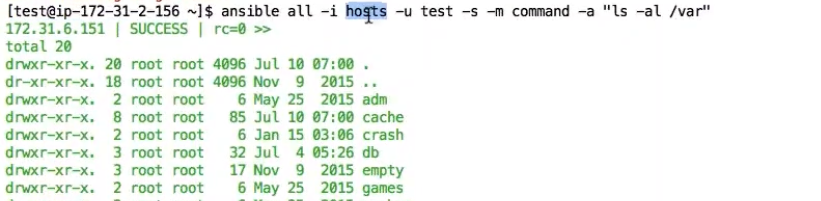 [test@ip-172-31-2-156 ~]$ ansible all -i hosts -u test -s -m command -a "ls -al /var"
172.31.6.151 | SUCCESS | rc=0 >>
total 20
drwxr-xr-x. 20 root root 4096 Jul 10 07:00 .
dr-xr-xr-x. 18 root root 4096 Nov  9  2015 ..
drwxr-xr-x.  2 root root    6 May 25  2015 adm
drwxr-xr-x.  8 root root   85 Jul 10 07:00 cache
drwxr-xr-x.  2 root root    6 Jan 15 03:06 crash
drwxr-xr-x.  3 root root   32 Jul  4 05:26 db
drwxr-xr-x.  3 root root   17 Nov  9  2015 empty
drwxr-xr-x.  2 root root    6 May 25  2015 games